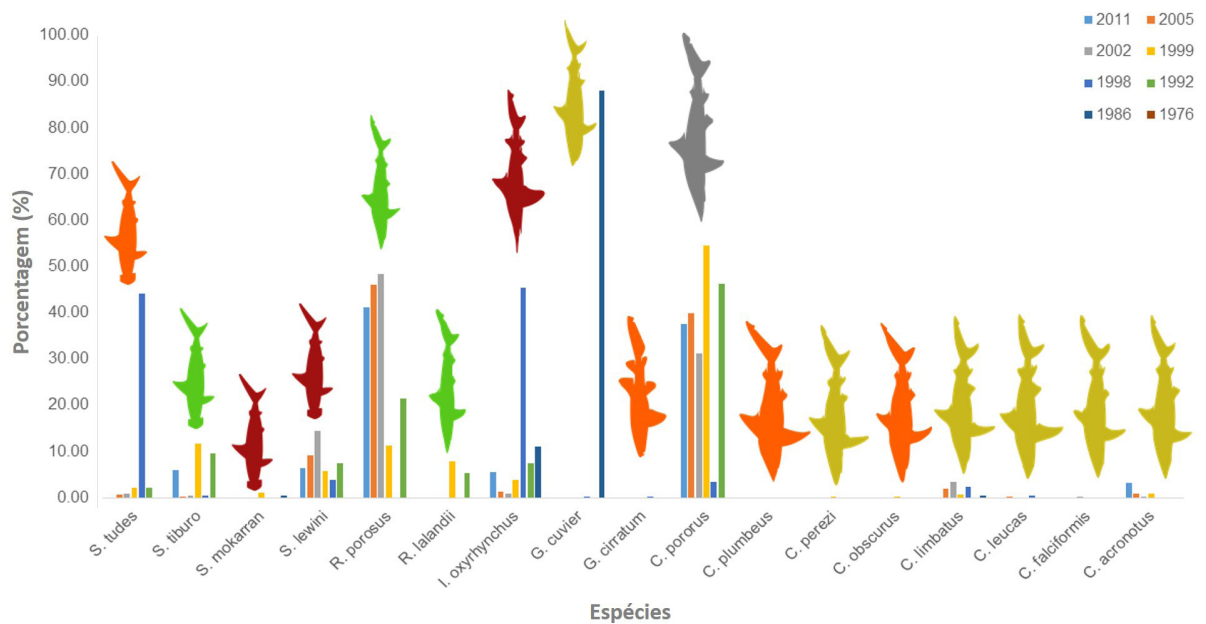 2011 2005
2002 1999
1998 1992
1986 1976
100.00
90.00
80.00
70.00
60.00
50.00
40.00
30.00
20.00
10.00
0.00
Porcentagem (%)
S. tudes
S. tiburo
S. mokarran
S. lewini
R. porosus
R. lalandii
I. oxyrhynchus
G. cuvier
G. cirratum
C. pororus
C. plumbeus
C. perezi
C. obscurus
C. limbatus
C. leucas
C. falciformis
C. acronotus
Espécies